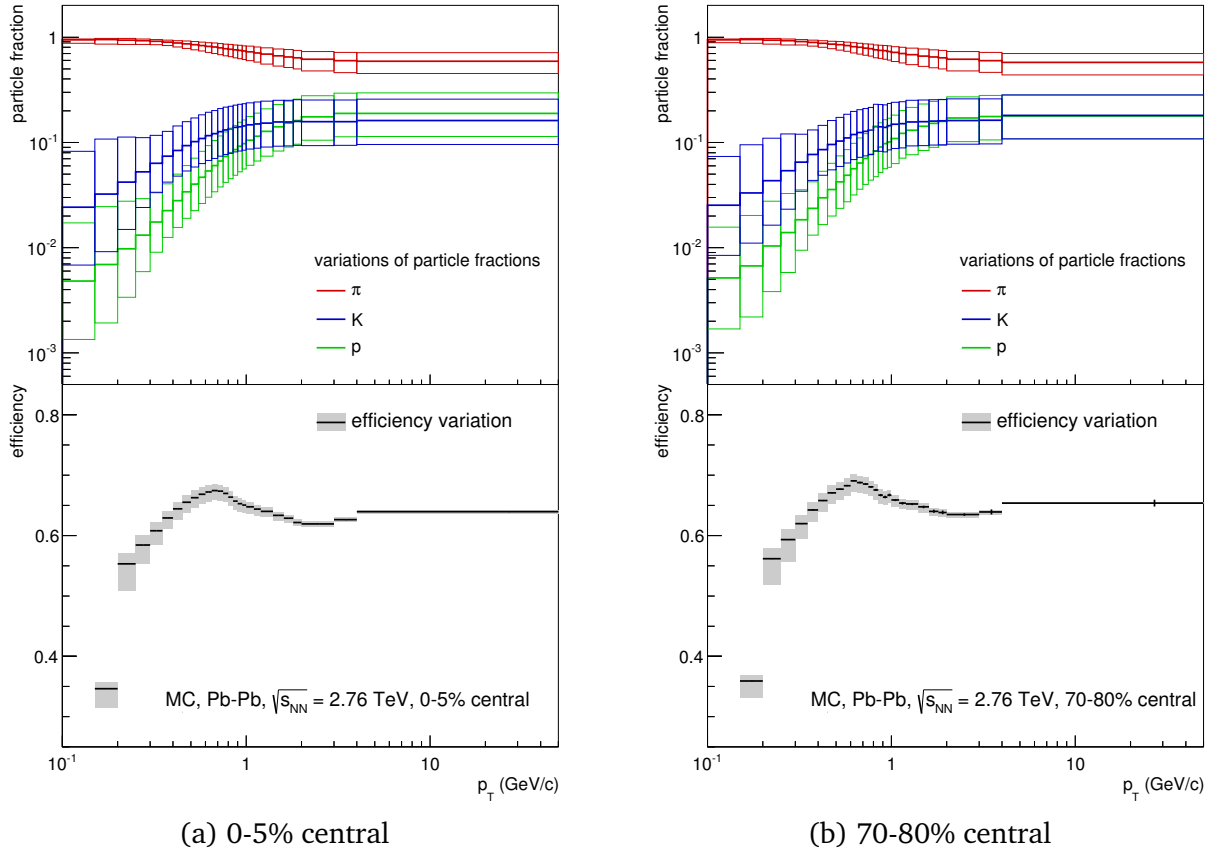 particle fraction
1
10⁻¹
10⁻²
10⁻³
variations of particle fractions
π
K
p
efficiency
0.8
0.6
0.4
efficiency variation
MC, Pb-Pb, √s_NN = 2.76 TeV, 0-5% central
10⁻¹ 1 10
p_T (GeV/c)
(a) 0-5% central
particle fraction
1
10⁻¹
10⁻²
10⁻³
variations of particle fractions
π
K
p
efficiency
0.8
0.6
0.4
efficiency variation
MC, Pb-Pb, √s_NN = 2.76 TeV, 70-80% central
10⁻¹ 1 10
p_T (GeV/c)
(b) 70-80% central